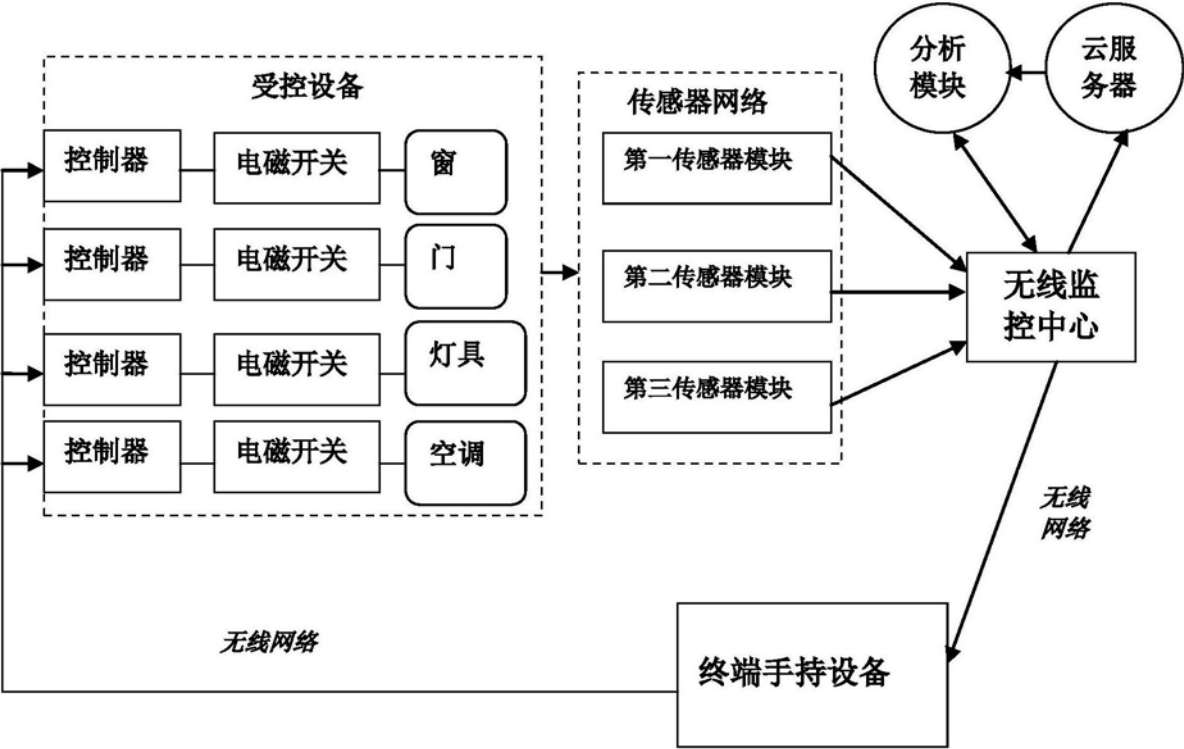 受控设备
控制器
电磁开关
窗
控制器
电磁开关
门
控制器
电磁开关
灯具
控制器
电磁开关
空调
传感器网络
第一传感器模块
第二传感器模块
第三传感器模块
分析
模块
云服
务器
无线监
控中心
无线
网络
无线网络
终端手持设备